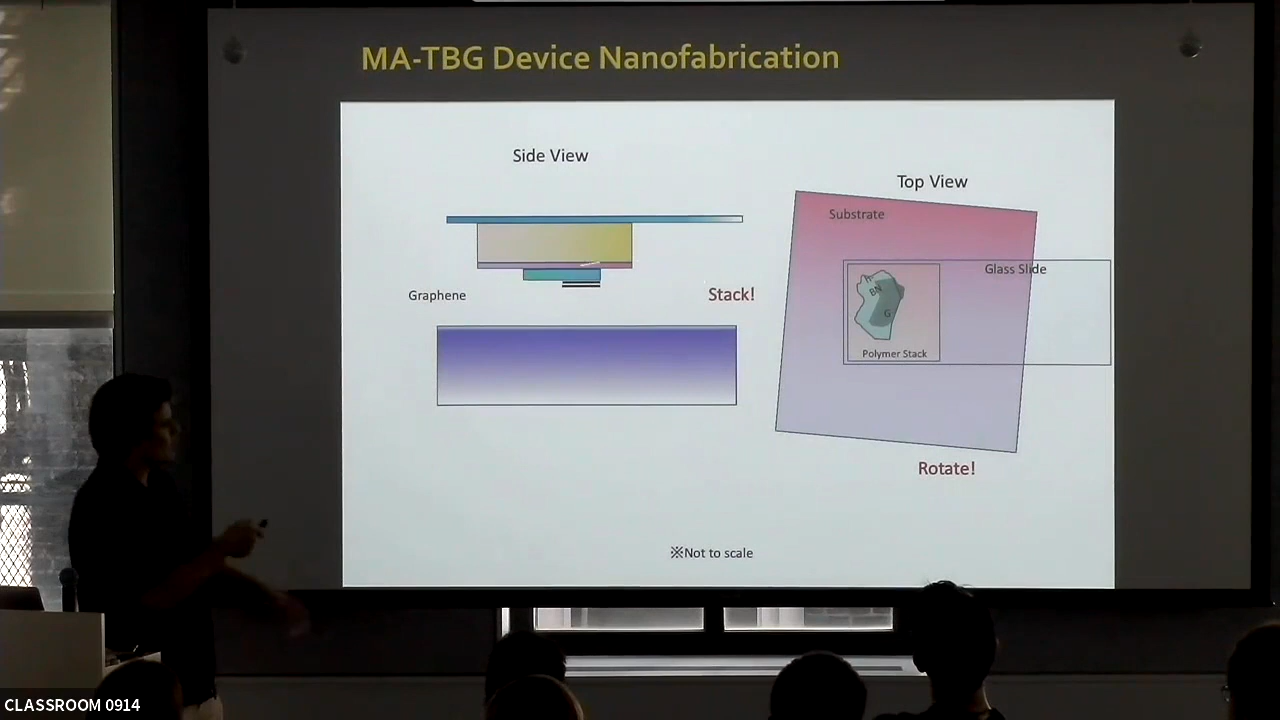 MA-TBG Device Nanofabrication
Side View
Top View
Substrate
Glass Slide
Graphene
Stack!
BN
G
Polymer Stack
Rotate!
※Not to scale
CLASSROOM 0914